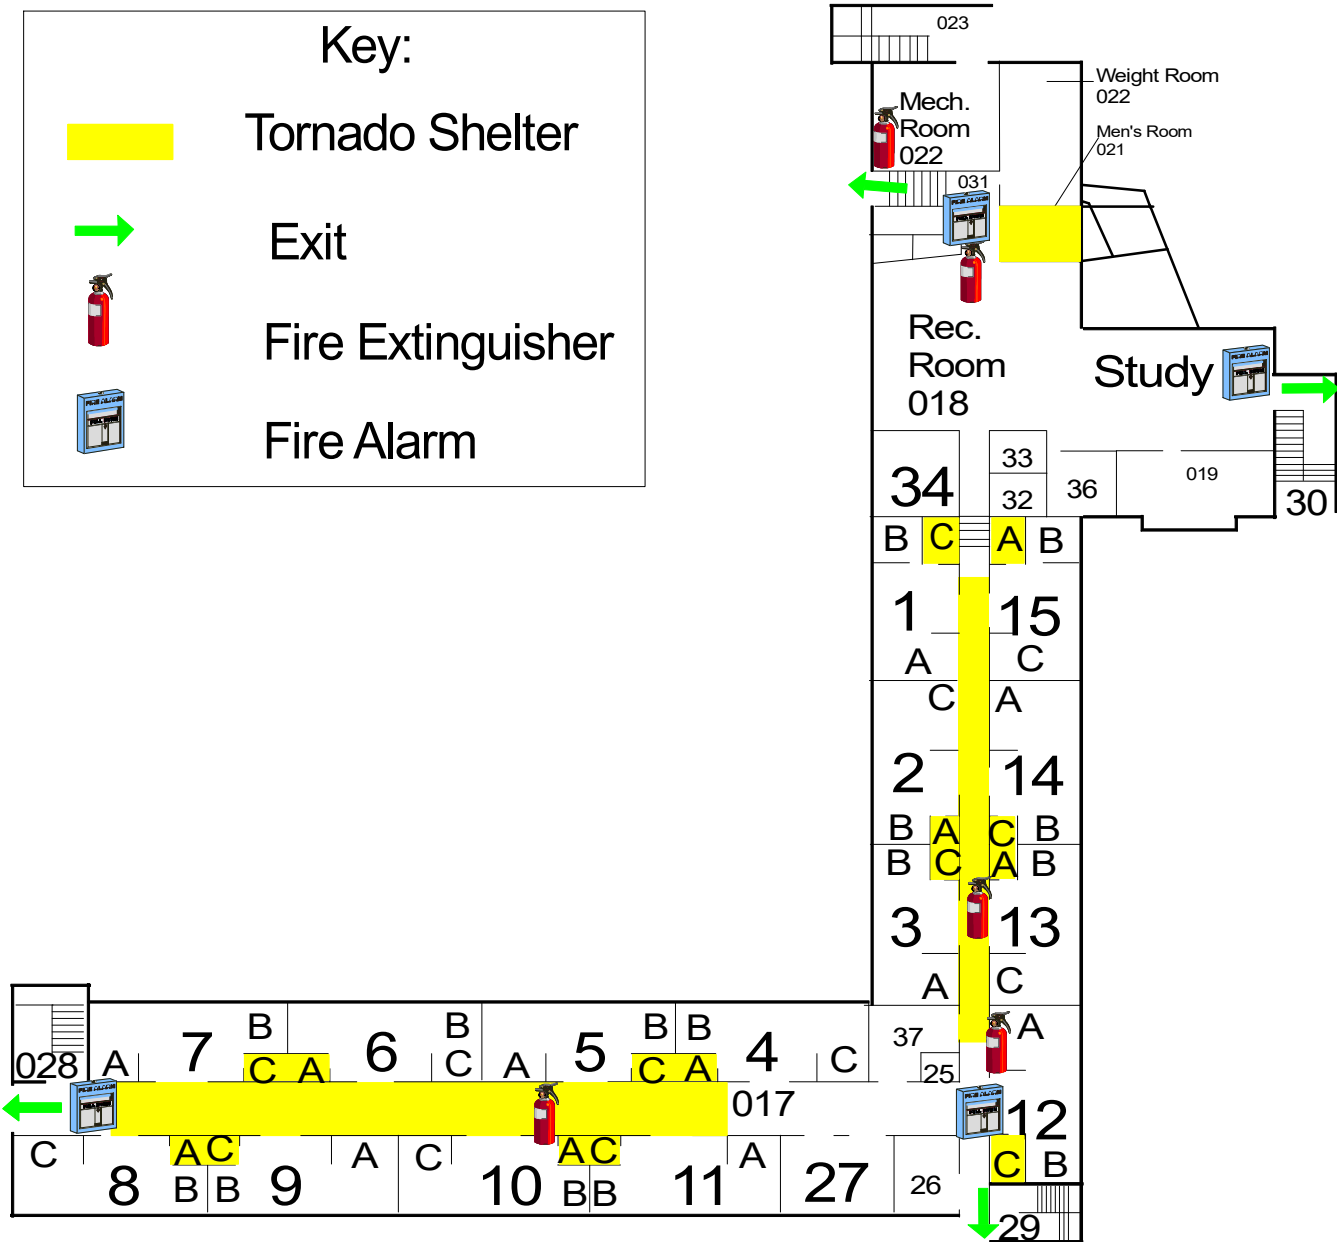 Key:
Tornado Shelter
Exit
Fire Extinguisher
Fire Alarm
023
Weight Room
022
Mech.
Room
022
Men's Room
021
031
Rec.
Room
018
Study
34
33
32
36
019
30
B C A B
1 15
A C
C A
2 14
B A C B
B C A B
3 13
A C
37
A
25
12
C B
29
028
A 7 B
C A
6 B
C
A 5 B B
C A
4 C
017
C 8 A C
B B
9 A
C 10 A C
B B
11 A
27
26